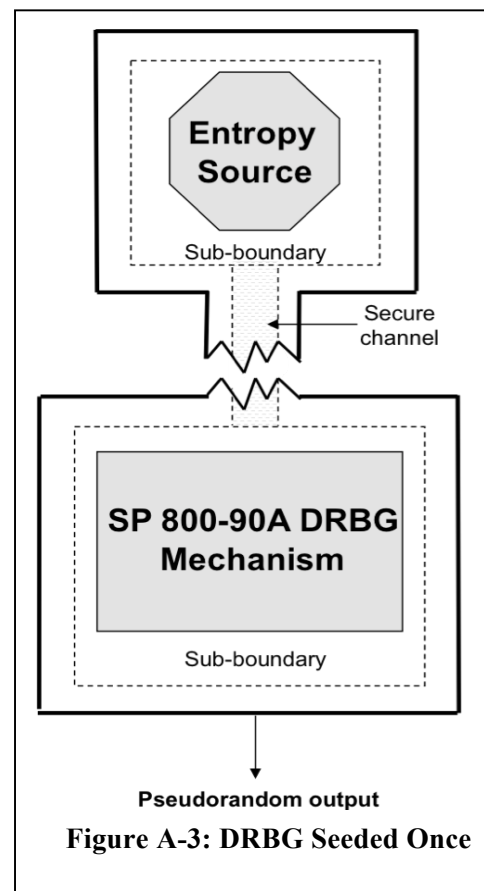 Entropy
Source
Sub-boundary
Secure
channel
SP 800-90A DRBG
Mechanism
Sub-boundary
Pseudorandom output
Figure A-3: DRBG Seeded Once